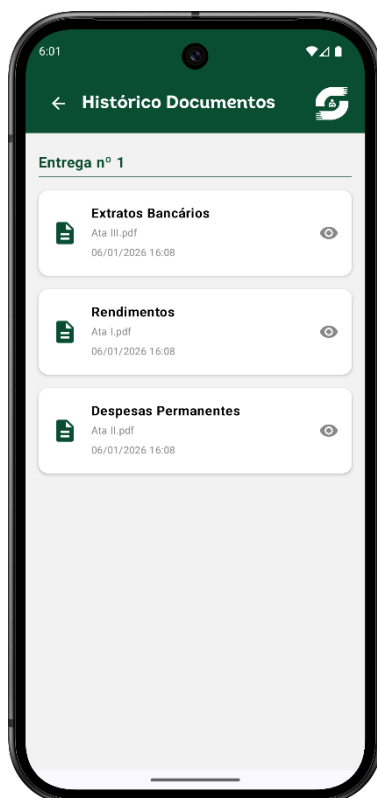 6:01
Histórico Documentos
Entrega nº 1
Extratos Bancários
Ata III.pdf
06/01/2026 16:08
Rendimentos
Ata I.pdf
06/01/2026 16:08
Despesas Permanentes
Ata II.pdf
06/01/2026 16:08